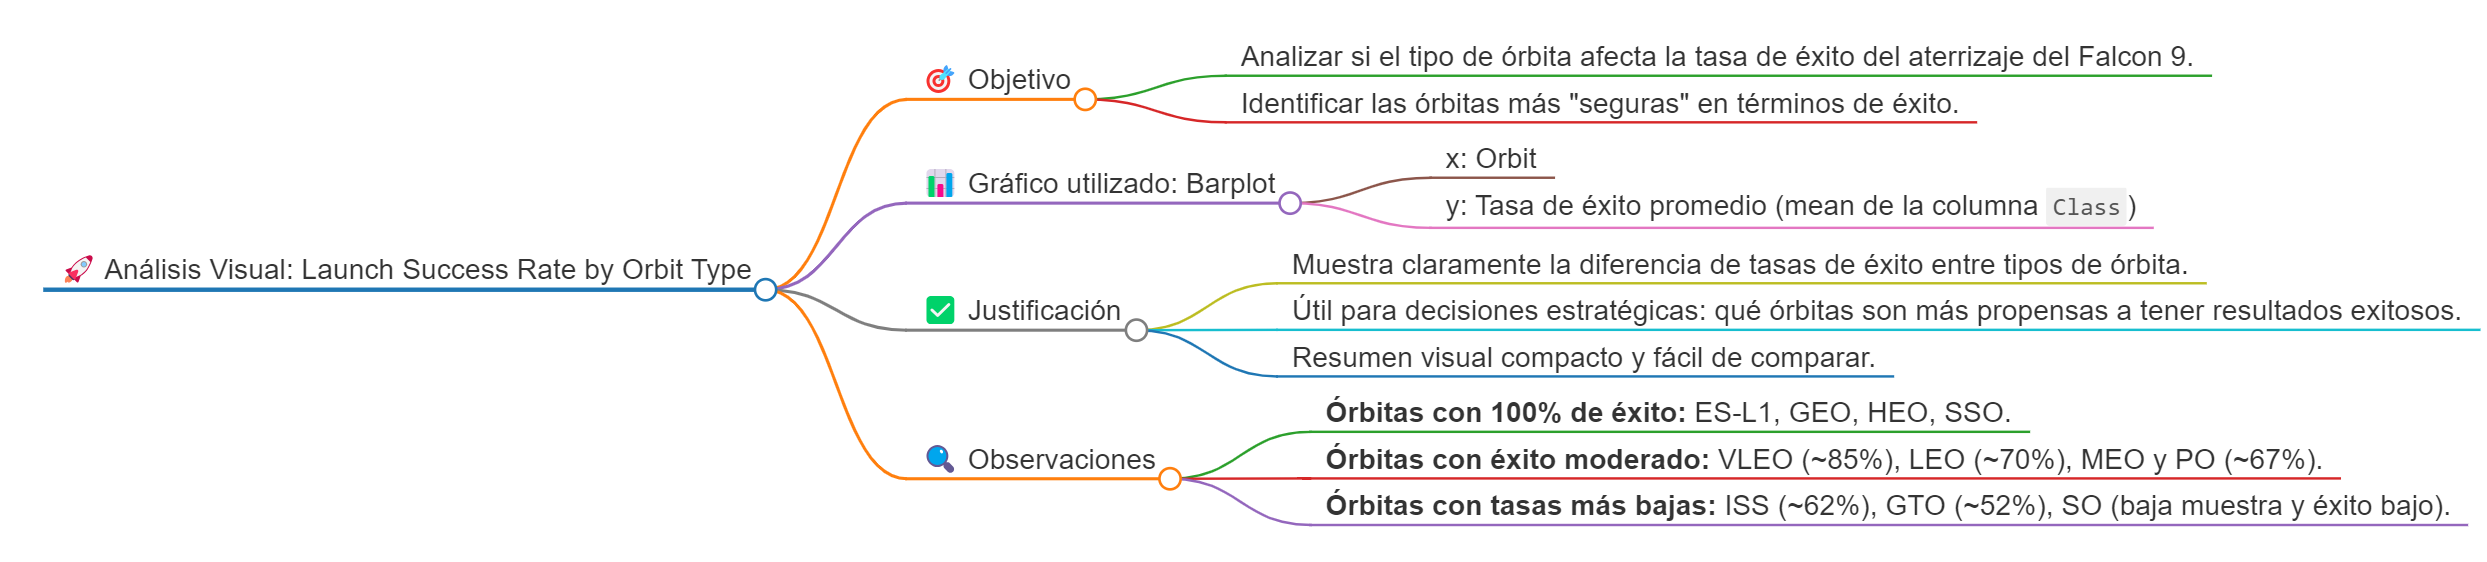 🚀 Análisis Visual: Launch Success Rate by Orbit Type
🎯 Objetivo
Analizar si el tipo de órbita afecta la tasa de éxito del aterrizaje del Falcon 9.
Identificar las órbitas más "seguras" en términos de éxito.
📊 Gráfico utilizado: Barplot
x: Orbit
y: Tasa de éxito promedio (mean de la columna Class)
✅ Justificación
Muestra claramente la diferencia de tasas de éxito entre tipos de órbita.
Útil para decisiones estratégicas: qué órbitas son más propensas a tener resultados exitosos.
Resumen visual compacto y fácil de comparar.
🔍 Observaciones
Órbitas con 100% de éxito: ES-L1, GEO, HEO, SSO.
Órbitas con éxito moderado: VLEO (~85%), LEO (~70%), MEO y PO (~67%).
Órbitas con tasas más bajas: ISS (~62%), GTO (~52%), SO (baja muestra y éxito bajo).